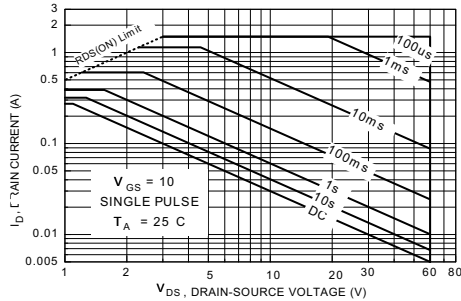 3
2
1
0.5
0.1
0.05
0.01
0.005
I D, DRAIN CURRENT (A)
RDS(ON) Limit
100us
1ms
10ms
100ms
1s
10s
DC
V GS = 10
SINGLE PULSE
T A = 25 C
1 2 5 10 20 30 60 80
V DS , DRAIN-SOURCE VOLTAGE (V)